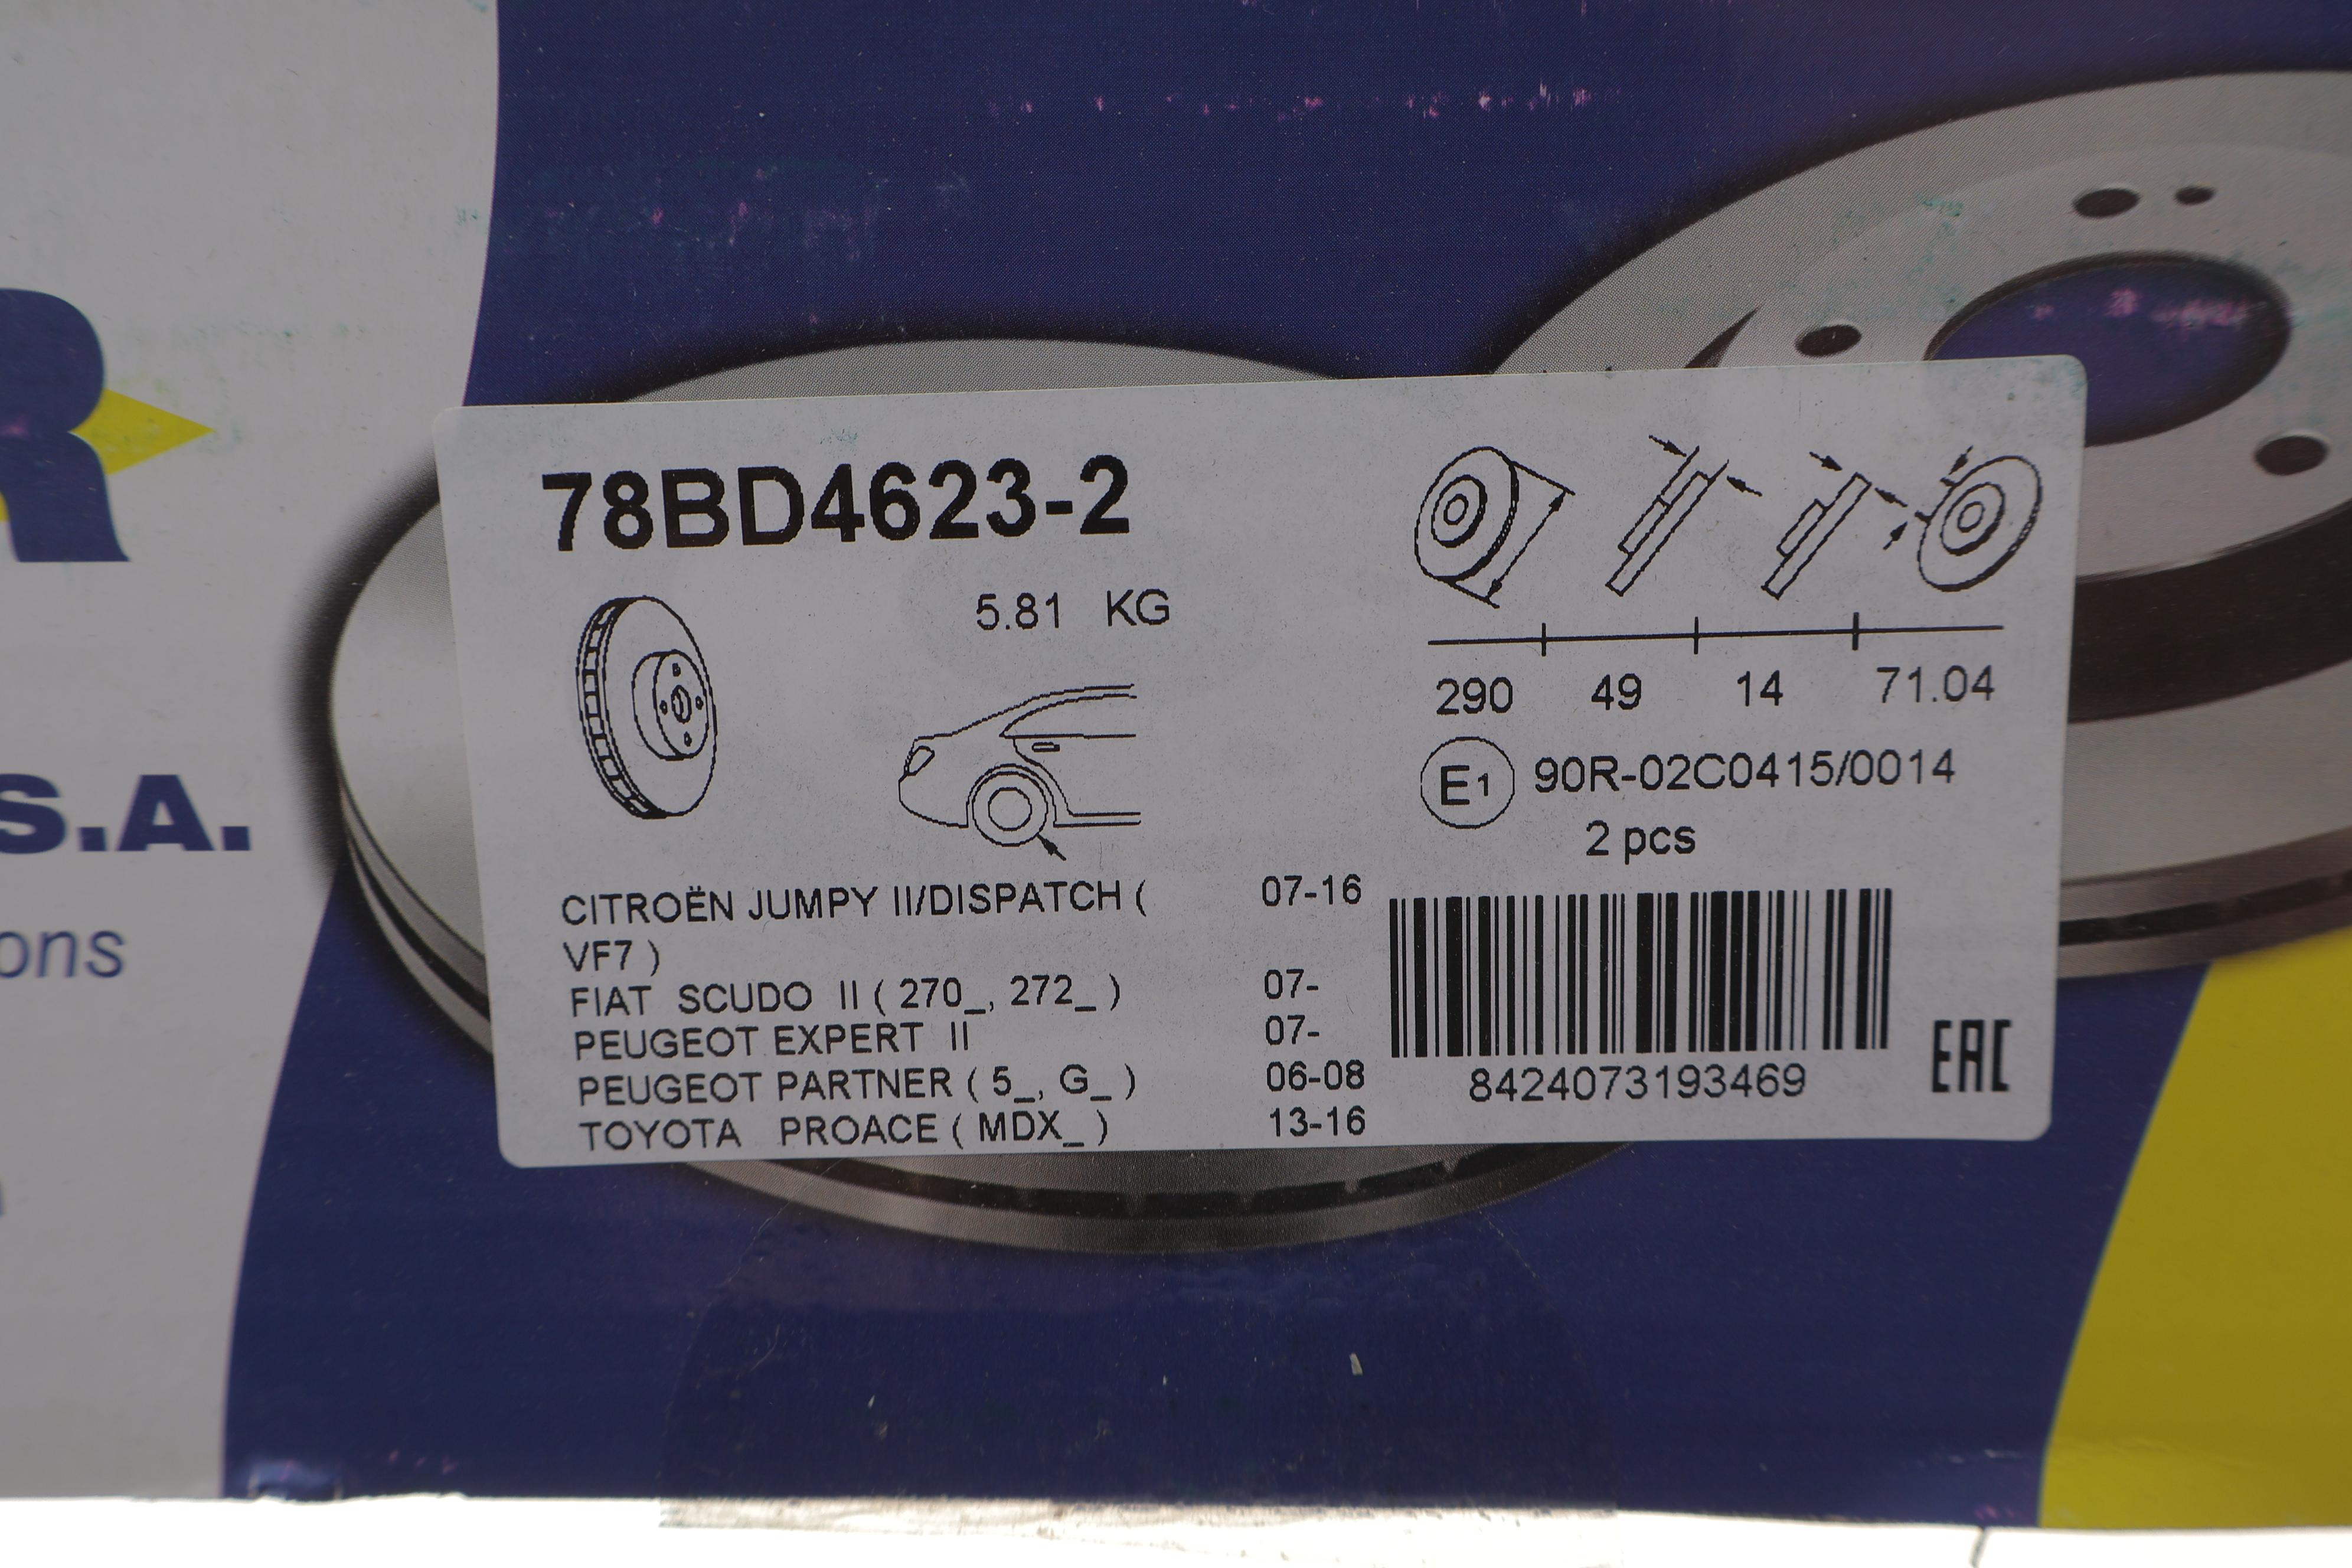 R
S.A.
ons
78BD4623-2
5.81 KG
290 49 14 71.04
E1 90R-02C0415/0014
2 pcs
CITROËN JUMPY II/DISPATCH ( 07-16
VF7 )
FIAT SCUDO II ( 270_, 272_ ) 07-
PEUGEOT EXPERT II 07-
PEUGEOT PARTNER ( 5_, G_ ) 06-08
TOYOTA PROACE ( MDX_ ) 13-16
8424073193469
EAC